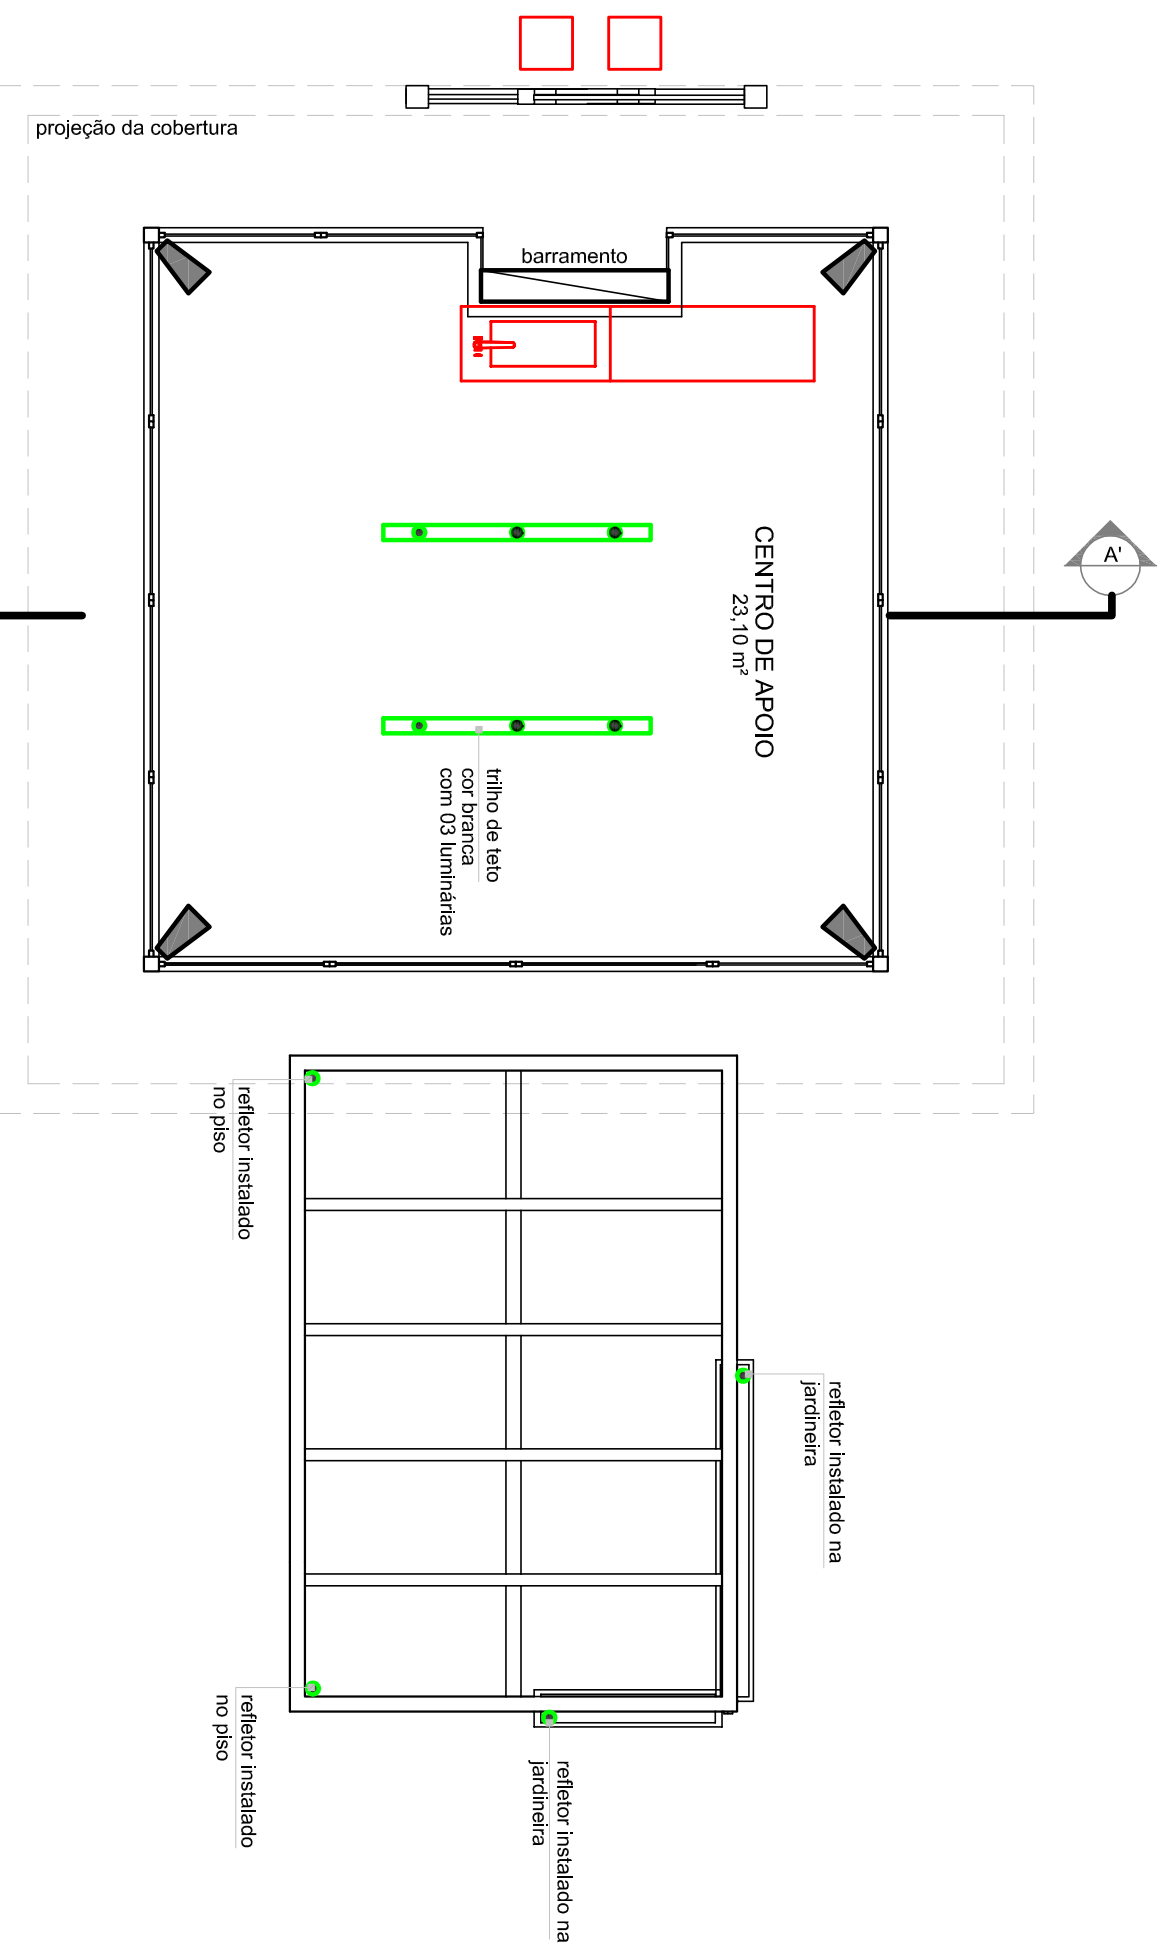 projeção da cobertura
barramento
A'
CENTRO DE APOIO
23,10 m²
trilho de teto
cor branca
com 03 luminárias
refletor instalado
no piso
refletor instalado na
jardineira
refletor instalado
no piso
refletor instalado na
jardineira